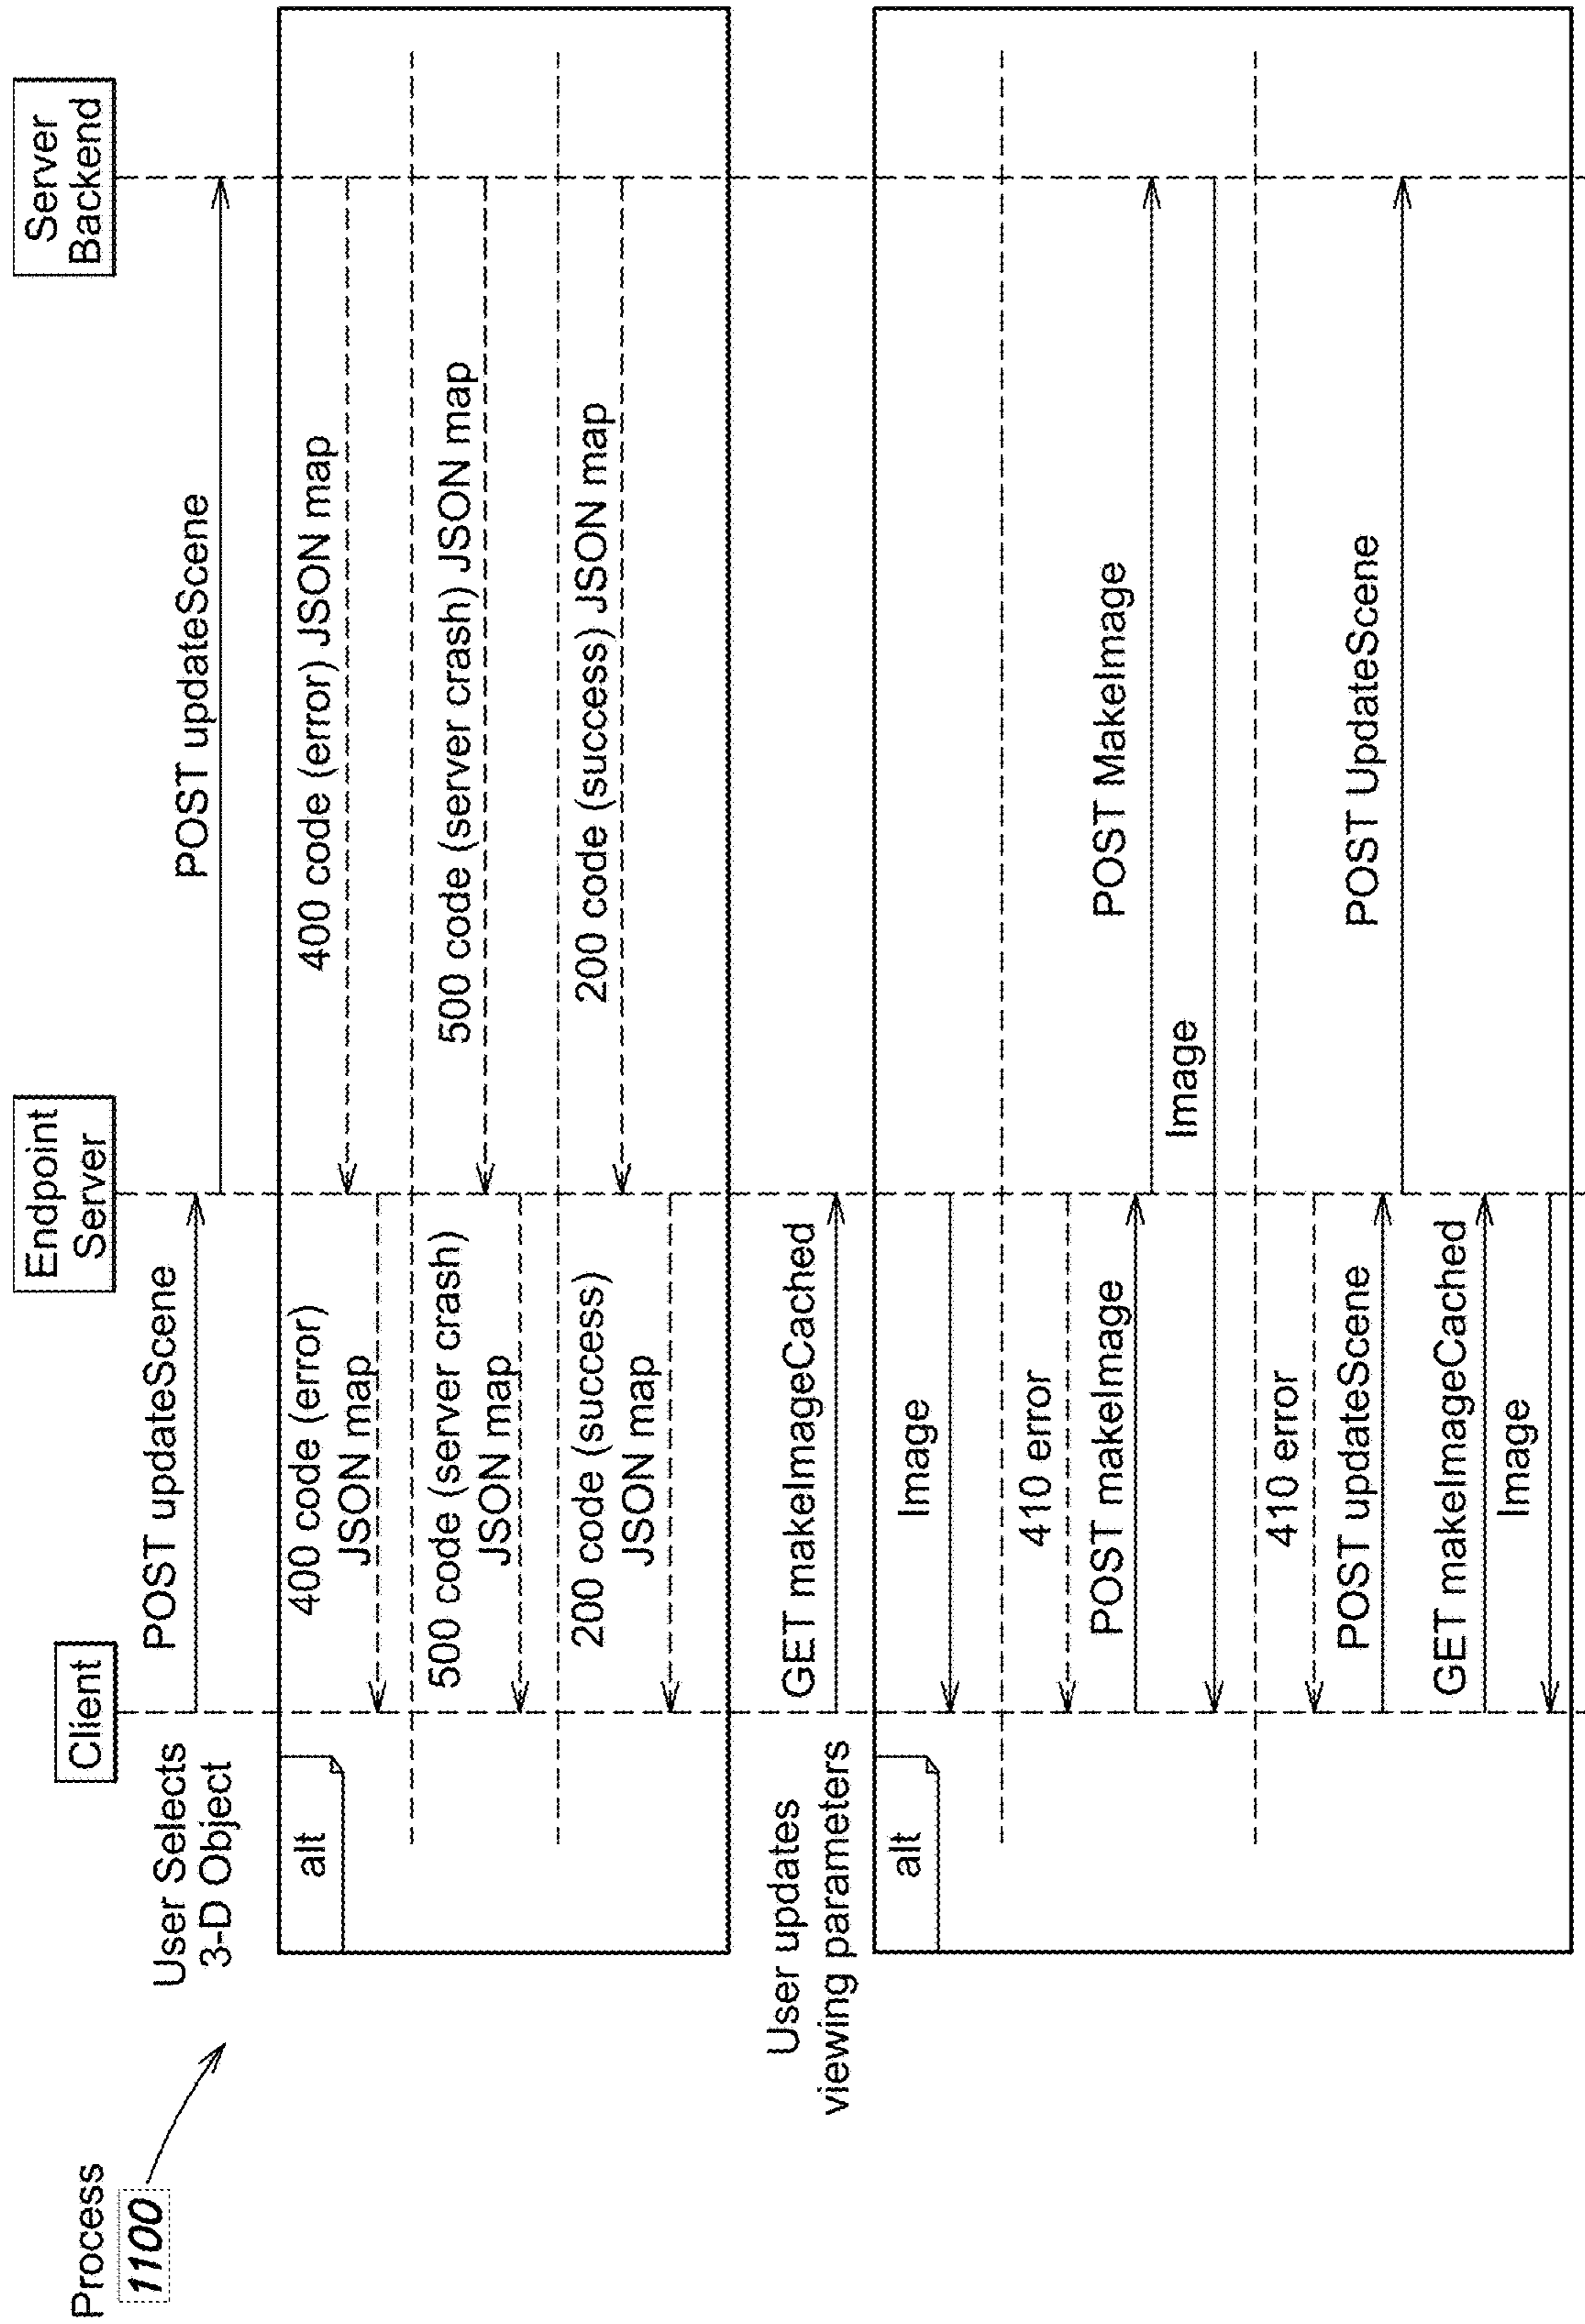 Process
1100
Client
Endpoint
Server
Server
Backend
User Selects
3-D Object
POST updateScene
POST updateScene
alt
400 code (error) JSON map
400 code (error)
JSON map
500 code (server crash) JSON map
500 code (server crash)
JSON map
200 code (success) JSON map
200 code (success)
JSON map
User updates
viewing parameters
GET makeImageCached
alt
Image
410 error
POST makeImage
POST MakeImage
Image
410 error
POST updateScene
POST UpdateScene
GET makeImageCached
Image